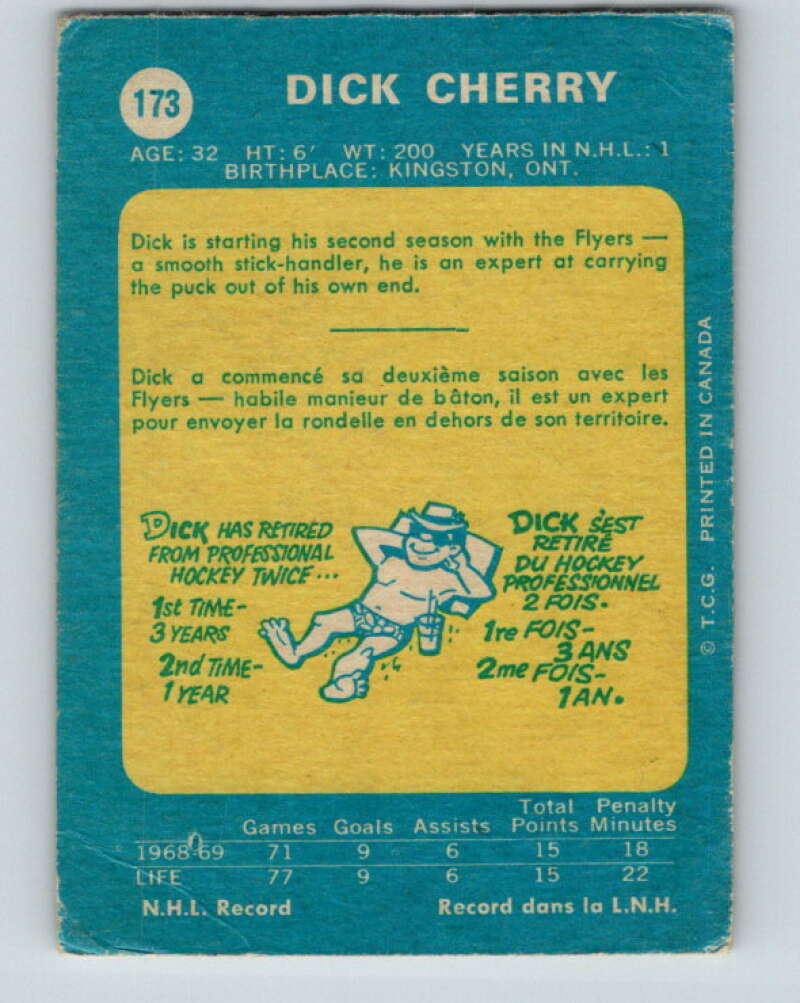 173
DICK CHERRY
AGE: 32 HT: 6' WT: 200 YEARS IN N.H.L.: 1
BIRTHPLACE: KINGSTON, ONT.
Dick is starting his second season with the Flyers —
a smooth stick-handler, he is an expert at carrying
the puck out of his own end.
Dick a commencé sa deuxième saison avec les
Flyers — habile manieur de bâton, il est un expert
pour envoyer la rondelle en dehors de son territoire.
DICK HAS RETIRED
FROM PROFESSIONAL
HOCKEY TWICE...
1st TIME-
3 YEARS
2nd TIME-
1 YEAR
DICK S'EST
RETIRÉ
DU HOCKEY
PROFESSIONNEL
2 FOIS.
1re FOIS-
3 ANS
2me FOIS-
1 AN.
© T.C.G. PRINTED IN CANADA
Total Penalty
Games Goals Assists Points Minutes
1968-69 71 9 6 15 18
LIFE 77 9 6 15 22
N.H.L. Record Record dans la L.N.H.